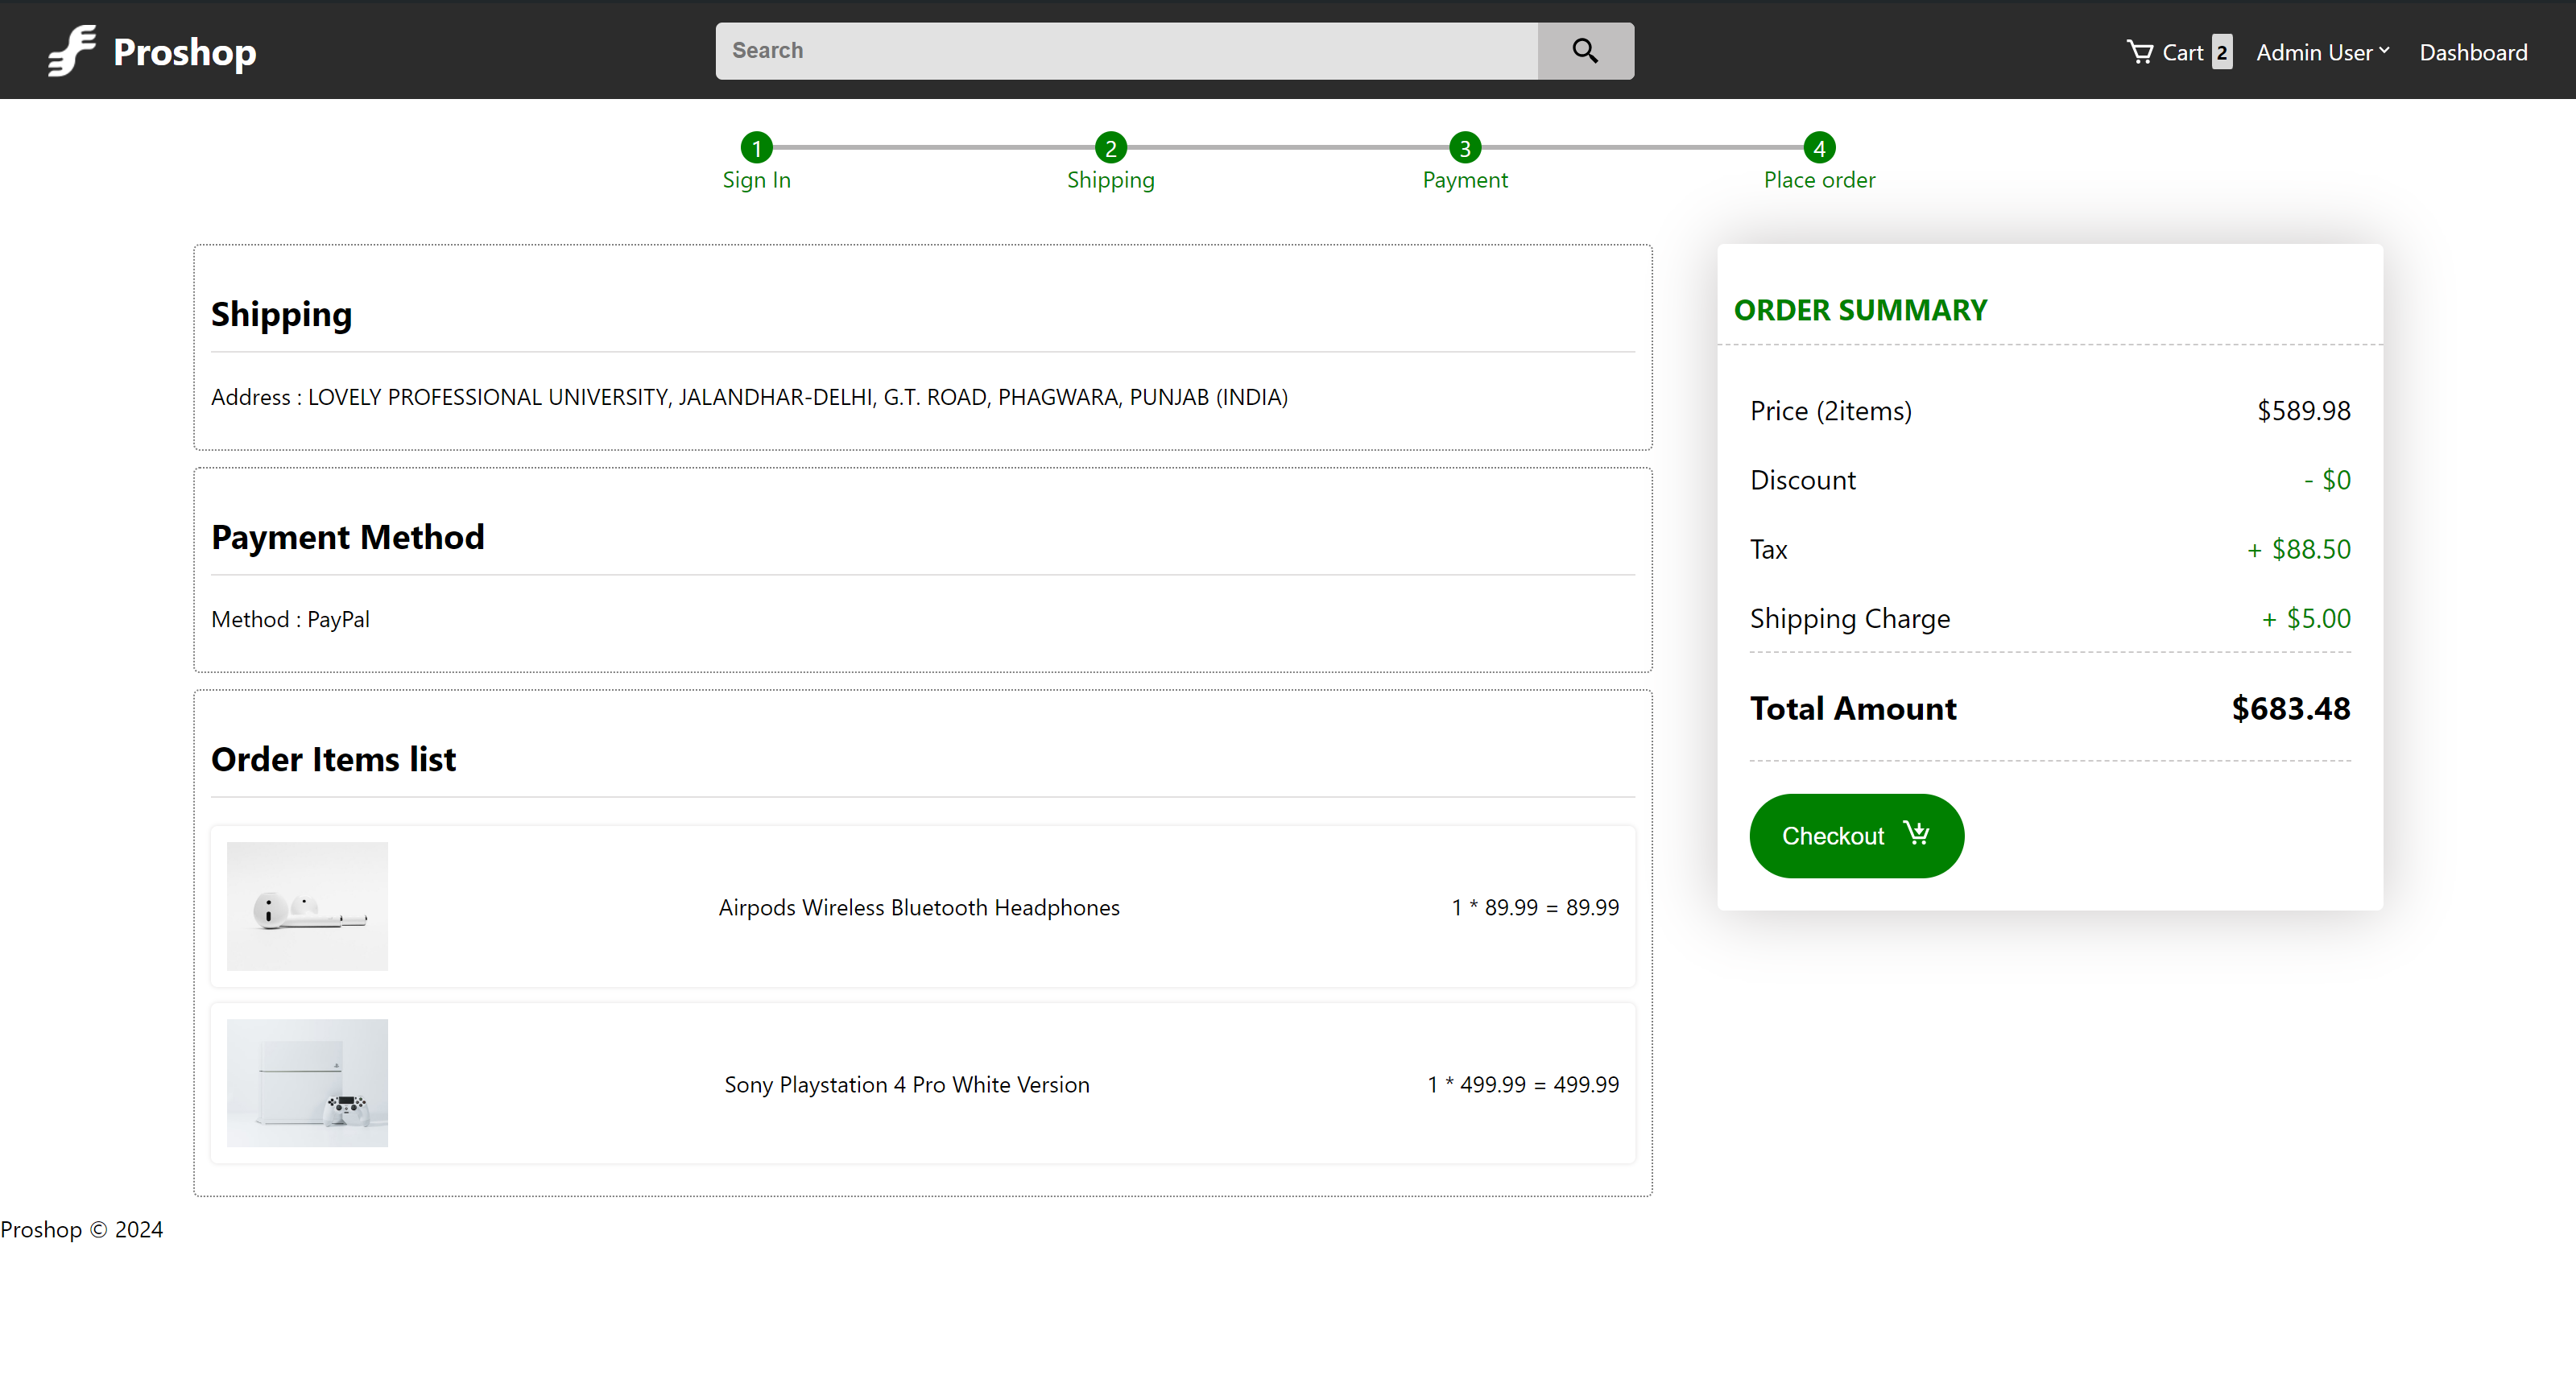 Proshop
Search
Cart 2
Admin User
Dashboard
1
2
3
4
Sign In
Shipping
Payment
Place order
Shipping
Address : LOVELY PROFESSIONAL UNIVERSITY, JALANDHAR-DELHI, G.T. ROAD, PHAGWARA, PUNJAB (INDIA)
Payment Method
Method : PayPal
Order Items list
Airpods Wireless Bluetooth Headphones 1 * 89.99 = 89.99
Sony Playstation 4 Pro White Version 1 * 499.99 = 499.99
ORDER SUMMARY
Price (2items) $589.98
Discount - $0
Tax + $88.50
Shipping Charge + $5.00
Total Amount $683.48
Checkout
Proshop © 2024